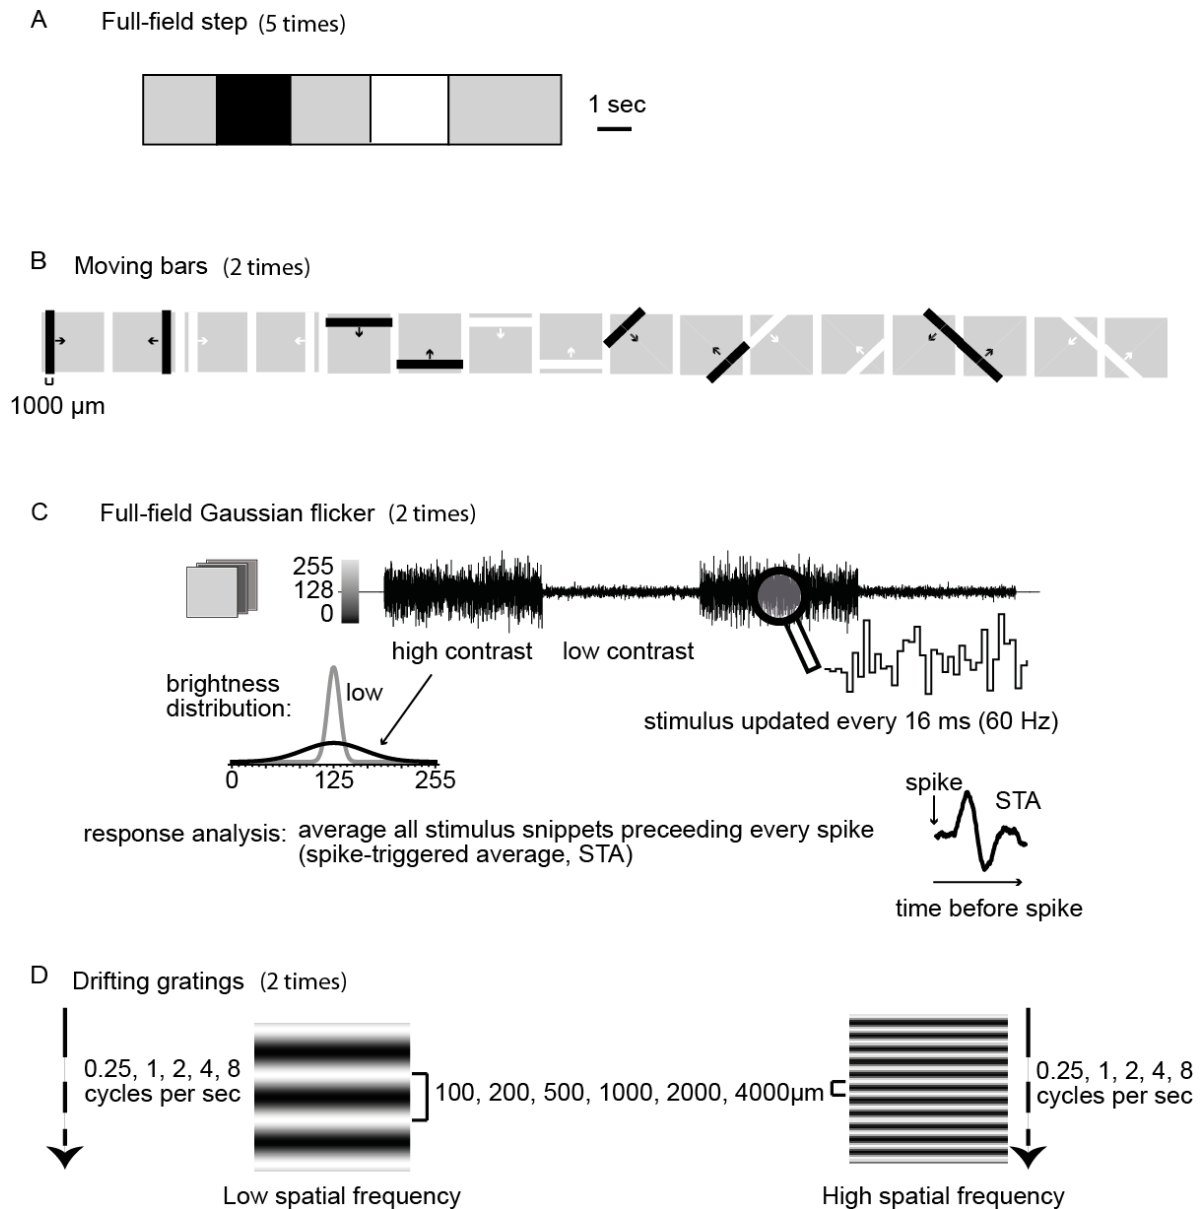 A Full-field step (5 times)
1 sec
B Moving bars (2 times)
1000 µm
C Full-field Gaussian flicker (2 times)
255
128
0
high contrast
low contrast
brightness
distribution:
low
stimulus updated every 16 ms (60 Hz)
0 125 255
spike
STA
response analysis: average all stimulus snippets preceeding every spike
(spike-triggered average, STA)
time before spike
D Drifting gratings (2 times)
0.25, 1, 2, 4, 8
cycles per sec
100, 200, 500, 1000, 2000, 4000µm
0.25, 1, 2, 4, 8
cycles per sec
Low spatial frequency
High spatial frequency